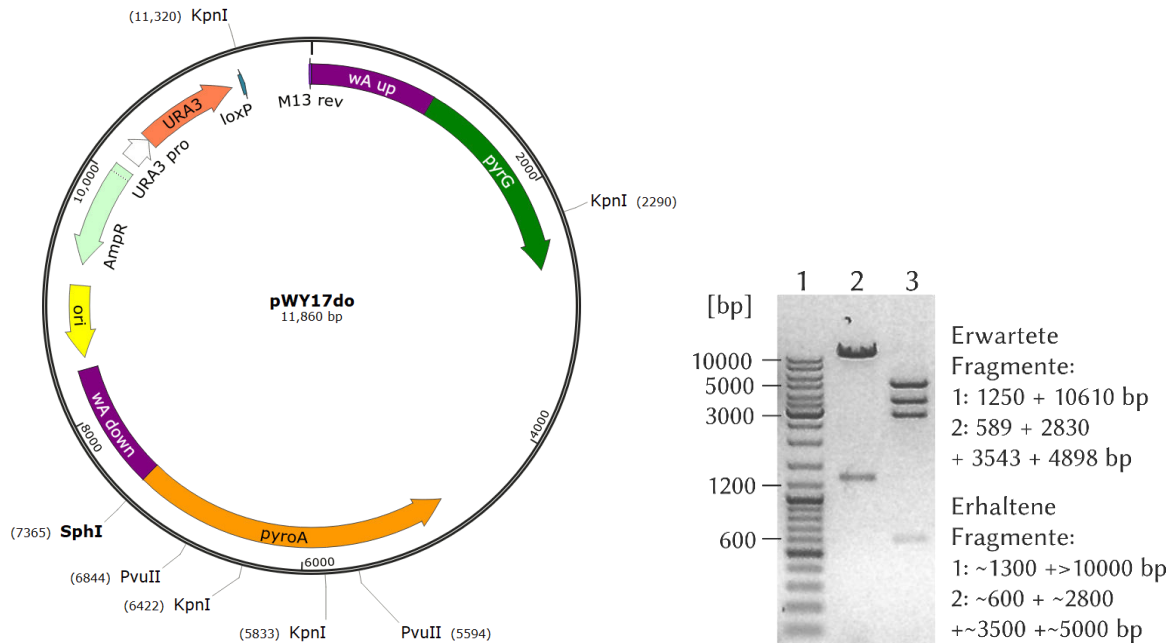 (11,320) KpnI
M13 rev
wA up
pyrG
2000
KpnI (2290)
loxP
URA3
URA3 pro
10,000
AmpR
ori
pWY17do
11,860 bp
4000
wA down
8000
(7365) SphI
pyroA
6000
(6844) PvuII
(6422) KpnI
(5833) KpnI
PvuII (5594)
1 2 3
[bp]
10000
5000
3000
1200
600
Erwartete
Fragmente:
1: 1250 + 10610 bp
2: 589 + 2830
+ 3543 + 4898 bp
Erhaltene
Fragmente:
1: ~1300 +>10000 bp
2: ~600 + ~2800
+~3500 +~5000 bp